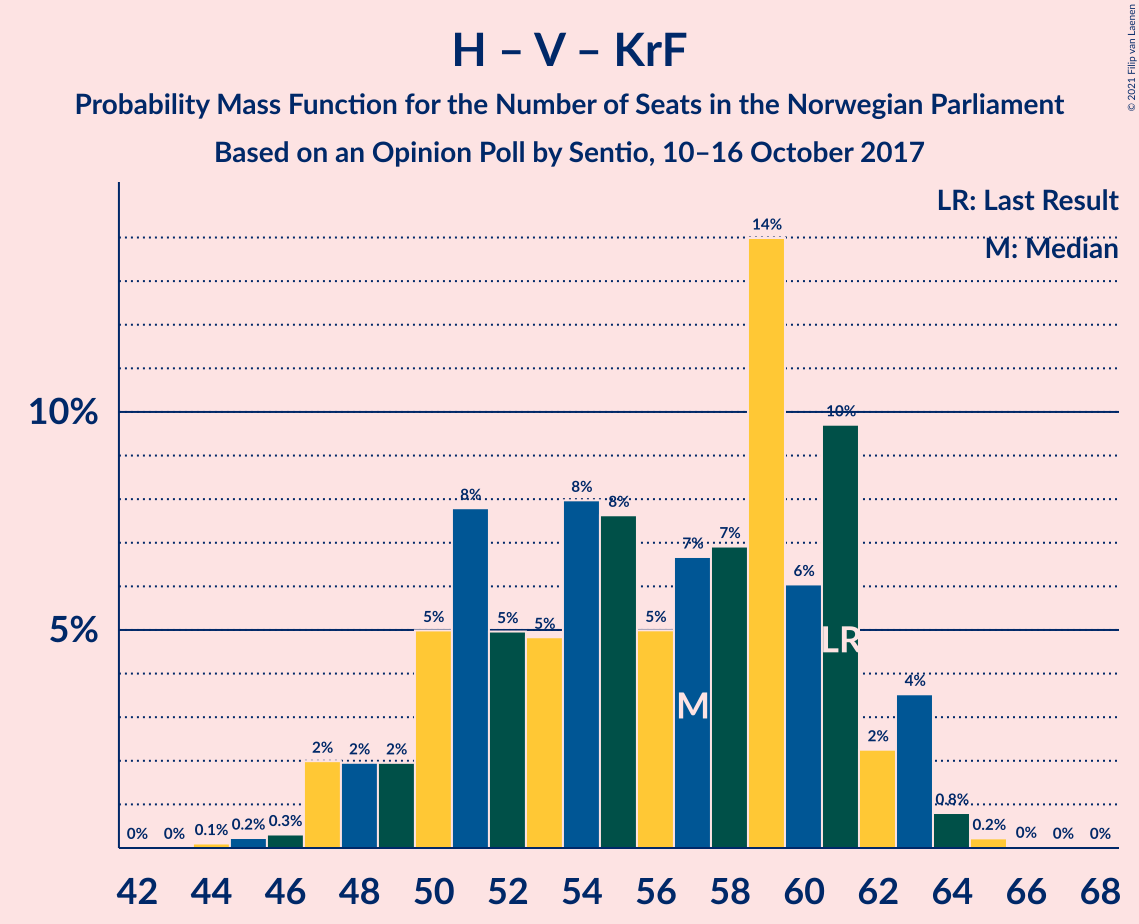 H – V – KrF
Probability Mass Function for the Number of Seats in the Norwegian Parliament
Based on an Opinion Poll by Sentio, 10–16 October 2017
© 2021 Filip van Laenen
LR: Last Result
M: Median
10%
5%
0% 0% 0.1% 0.2% 0.3% 2% 2% 2% 5% 8% 5% 5% 8% 8% 5% 7% 7% 14% 6% 10% 2% 4% 0.8% 0.2% 0% 0% 0%
M
LR
42 44 46 48 50 52 54 56 58 60 62 64 66 68